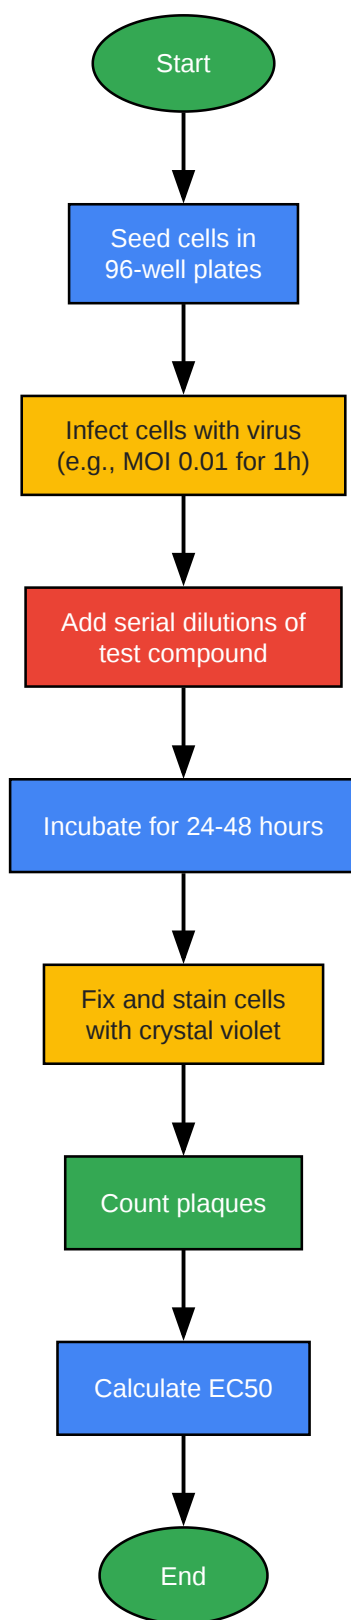 Start
Seed cells in
96-well plates
Infect cells with virus
(e.g., MOI 0.01 for 1h)
Add serial dilutions of
test compound
Incubate for 24-48 hours
Fix and stain cells
with crystal violet
Count plaques
Calculate EC50
End